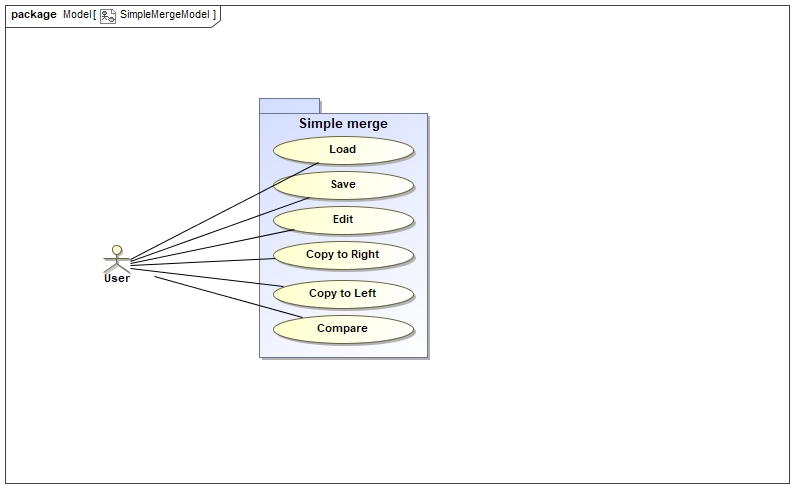 package Model[ SimpleMergeModel ]
Simple merge
Load
Save
Edit
Copy to Right
Copy to Left
Compare
User